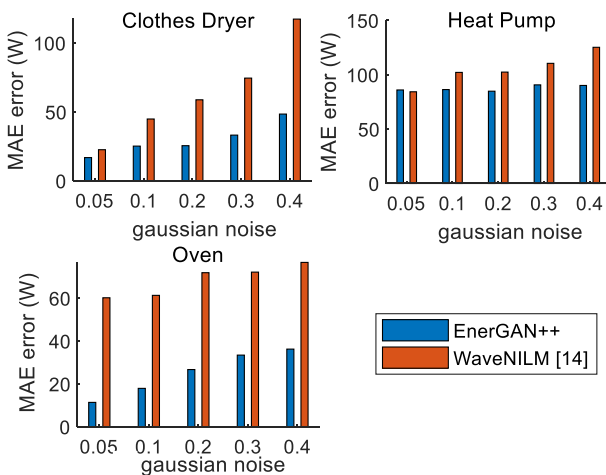 Clothes Dryer
MAE error (W)
100
50
0
0.05 0.1 0.2 0.3 0.4
gaussian noise
Heat Pump
MAE error (W)
150
100
50
0
0.05 0.1 0.2 0.3 0.4
gaussian noise
Oven
MAE error (W)
60
40
20
0
0.05 0.1 0.2 0.3 0.4
gaussian noise
EnerGAN++
WaveNILM [14]